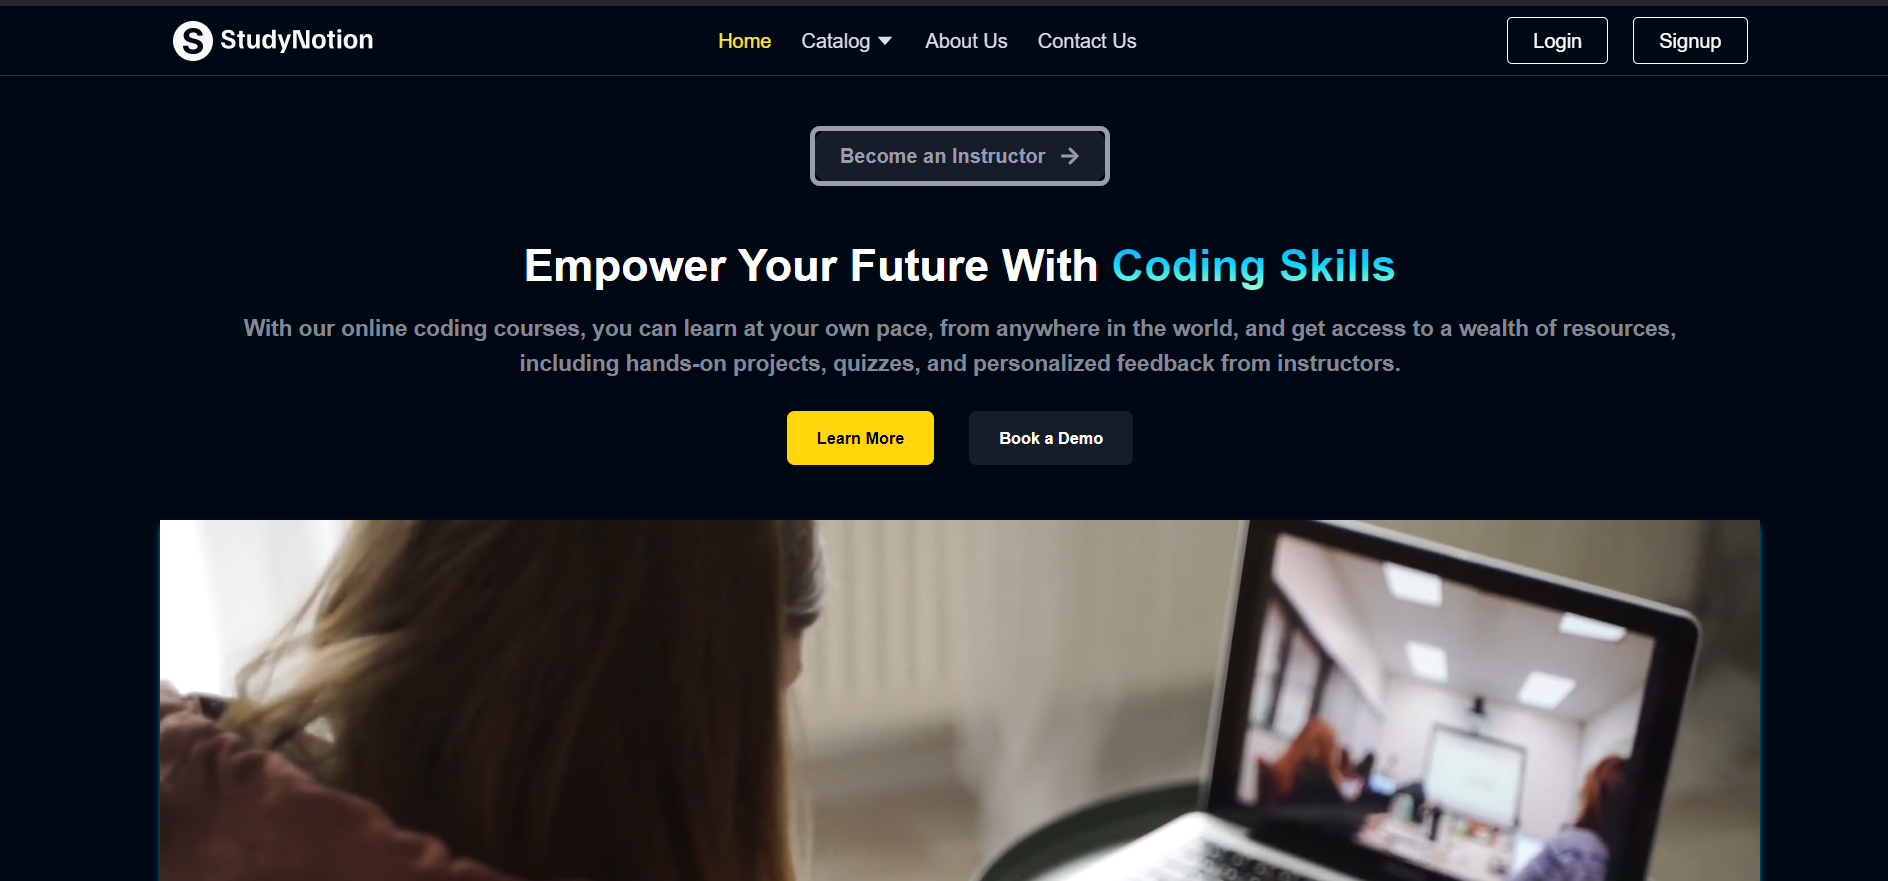 S StudyNotion
Home Catalog About Us Contact Us
Login Signup
Become an Instructor
Empower Your Future With Coding Skills
With our online coding courses, you can learn at your own pace, from anywhere in the world, and get access to a wealth of resources,
including hands-on projects, quizzes, and personalized feedback from instructors.
Learn More Book a Demo